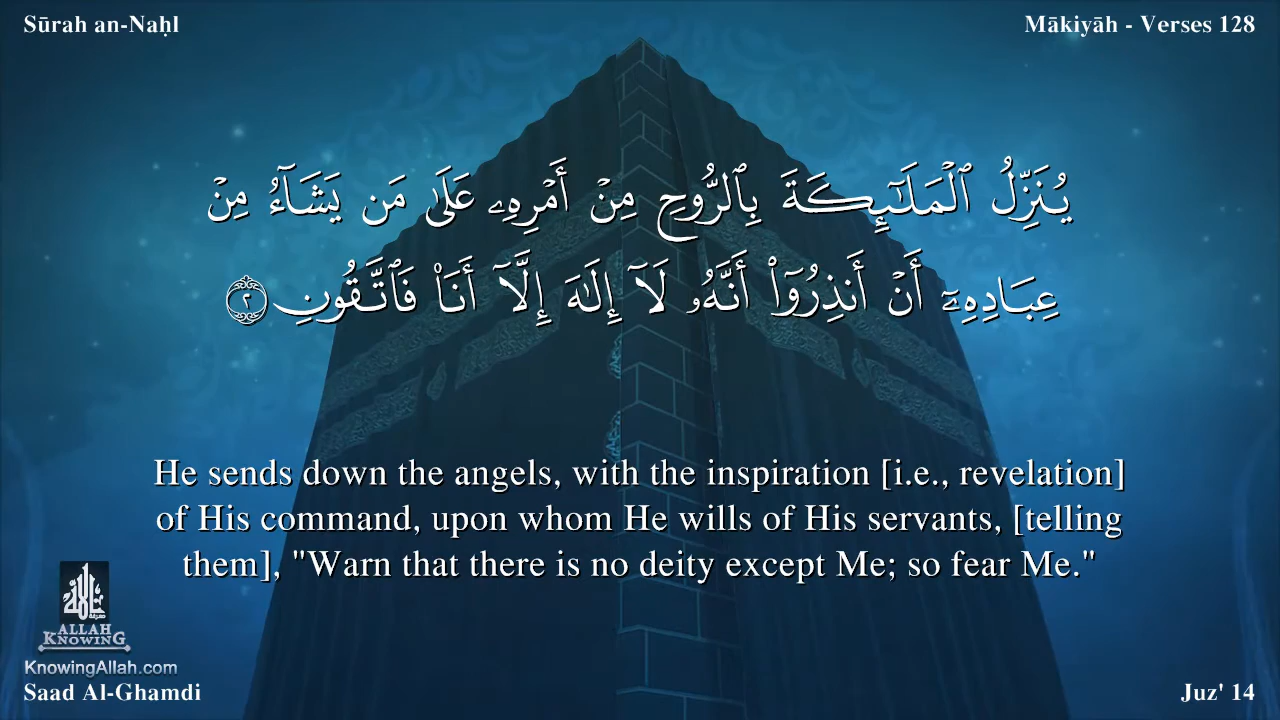 Sūrah an-Naḥl
Mākiyāh - Verses 128
يُنَزِّلُ ٱلْمَلَـٰٓئِكَةَ بِٱلرُّوحِ مِنْ أَمْرِهِۦ عَلَىٰ مَن يَشَآءُ مِنْ
عِبَادِهِۦٓ أَنْ أَنذِرُوٓا۟ أَنَّهُۥ لَآ إِلَـٰهَ إِلَّآ أَنَا۠ فَٱتَّقُونِ ٢
He sends down the angels, with the inspiration [i.e., revelation]
of His command, upon whom He wills of His servants, [telling
them], "Warn that there is no deity except Me; so fear Me."
ALLAH
KNOWING
KnowingAllah.com
Saad Al-Ghamdi
Juz' 14